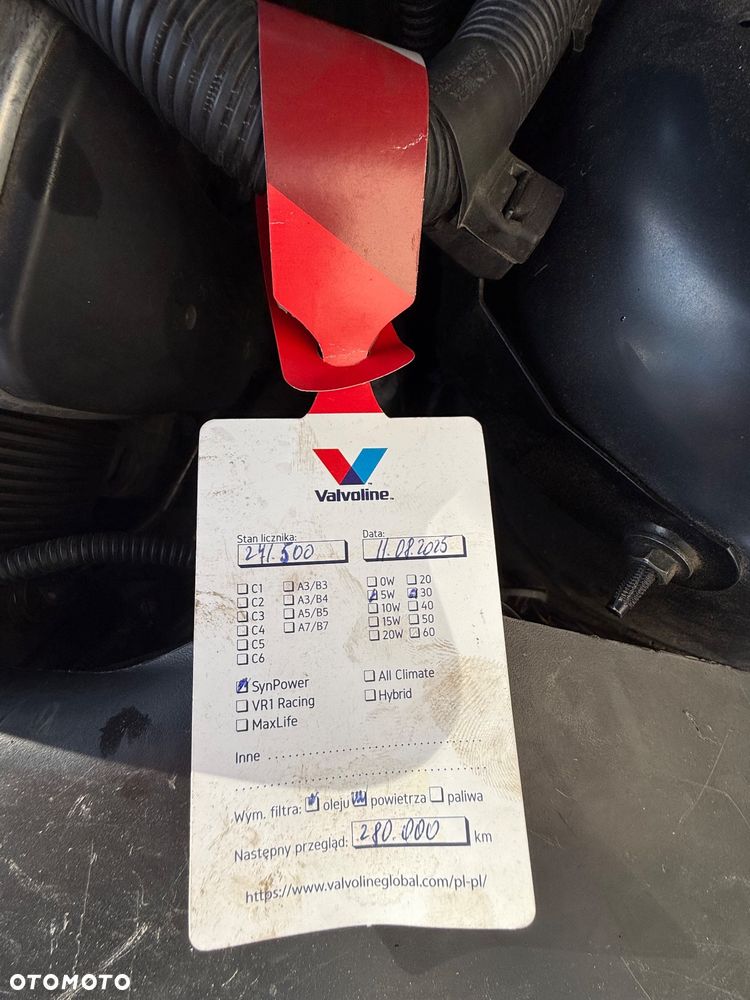 Valvoline™
Stan licznika: Data:
271.500 11.08.2025
C1 A3/B3 0W 20
C2 A3/B4 5W 30
C3 A5/B5 10W 40
C4 A7/B7 15W 50
C5 20W 60
C6
SynPower All Climate
VR1 Racing Hybrid
MaxLife
Inne
Wym. filtra: oleju powietrza paliwa
Następny przegląd: 280.000 km
https://www.valvolineglobal.com/pl-pl/
OTOMOTO